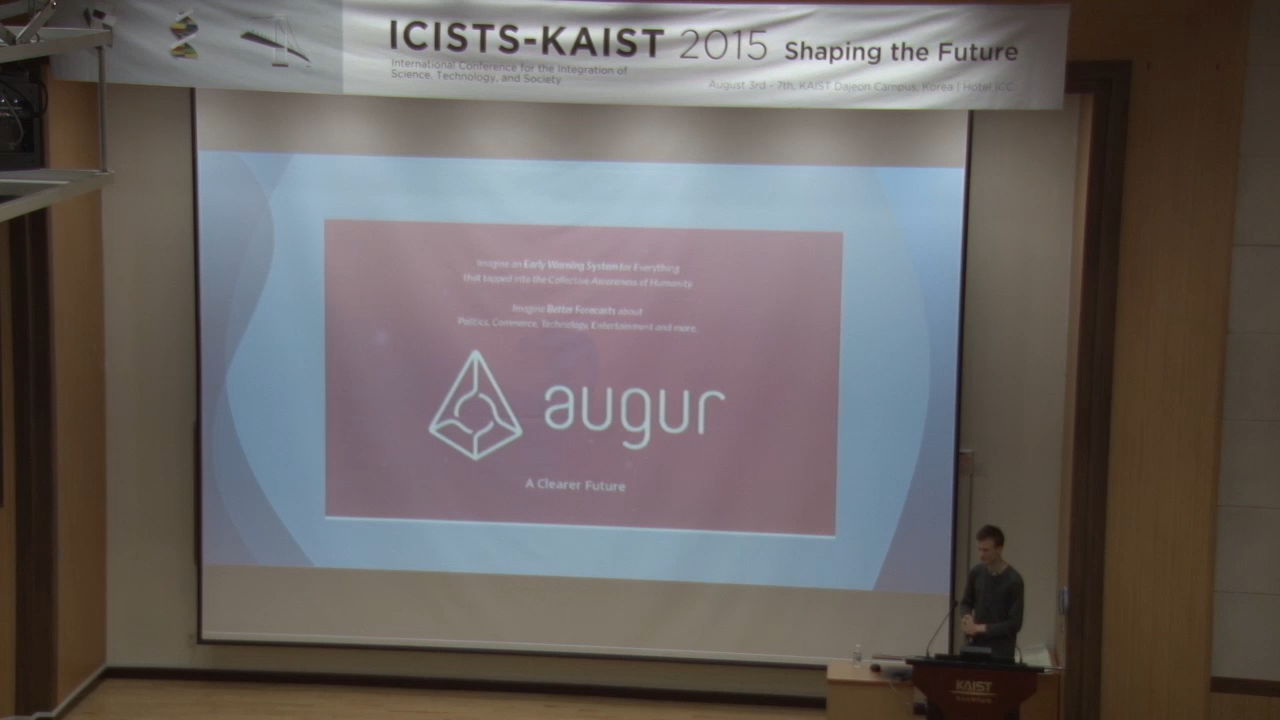 ICISTS-KAIST 2015 Shaping the Future
International Conference for the Integration of
Science, Technology, and Society
August 3rd - 7th, KAIST Dajeon Campus, Korea | Hotel ICC
Imagine an Early Warning System for Everything
that tapped into the Collective Awareness of Humanity.
Imagine Better Forecasts about
Politics, Commerce, Technology, Entertainment and more.
augur
A Clearer Future
KAIST